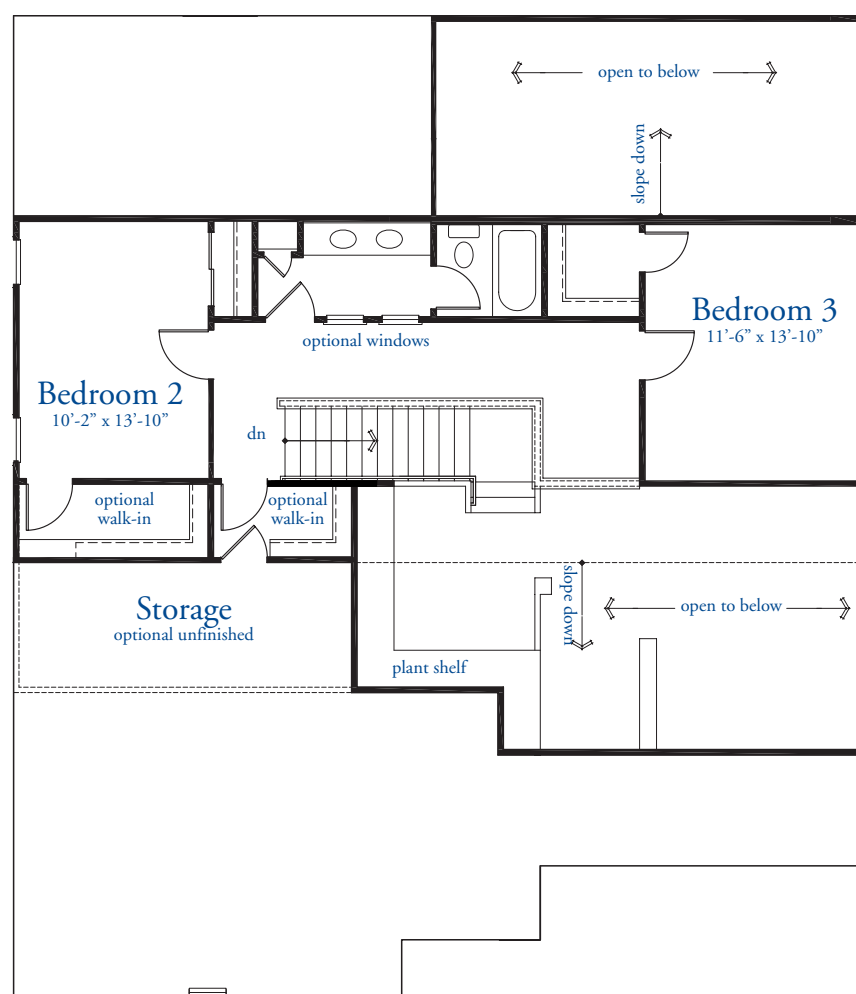 open to below
slope down
Bedroom 3
11'-6” x 13'-10”
optional windows
Bedroom 2
10'-2” x 13'-10”
dn
optional
walk-in
optional
walk-in
Storage
optional unfinished
slope down
open to below
plant shelf